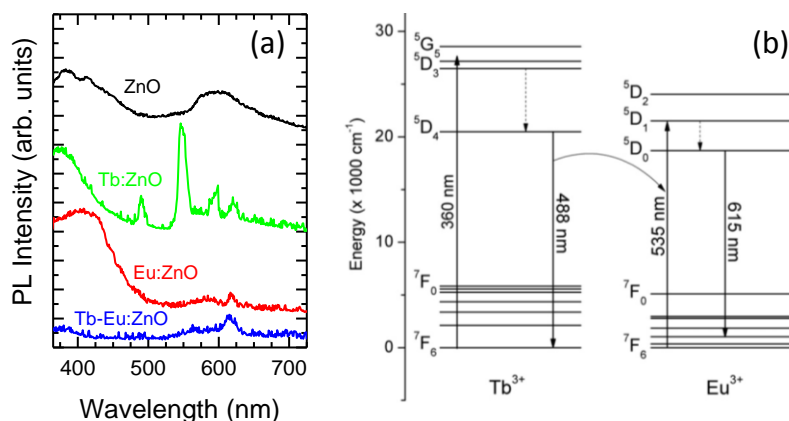 (a)
ZnO
Tb:ZnO
Eu:ZnO
Tb-Eu:ZnO
PL Intensity (arb. units)
400 500 600 700
Wavelength (nm)
(b)
Energy (x 1000 cm⁻¹)
30
20
10
0
⁵G₅
⁵D₃
⁵D₄
360 nm
488 nm
⁷F₀
⁷F₆
Tb³⁺
⁵D₂
⁵D₁
⁵D₀
535 nm
615 nm
⁷F₀
⁷F₆
Eu³⁺